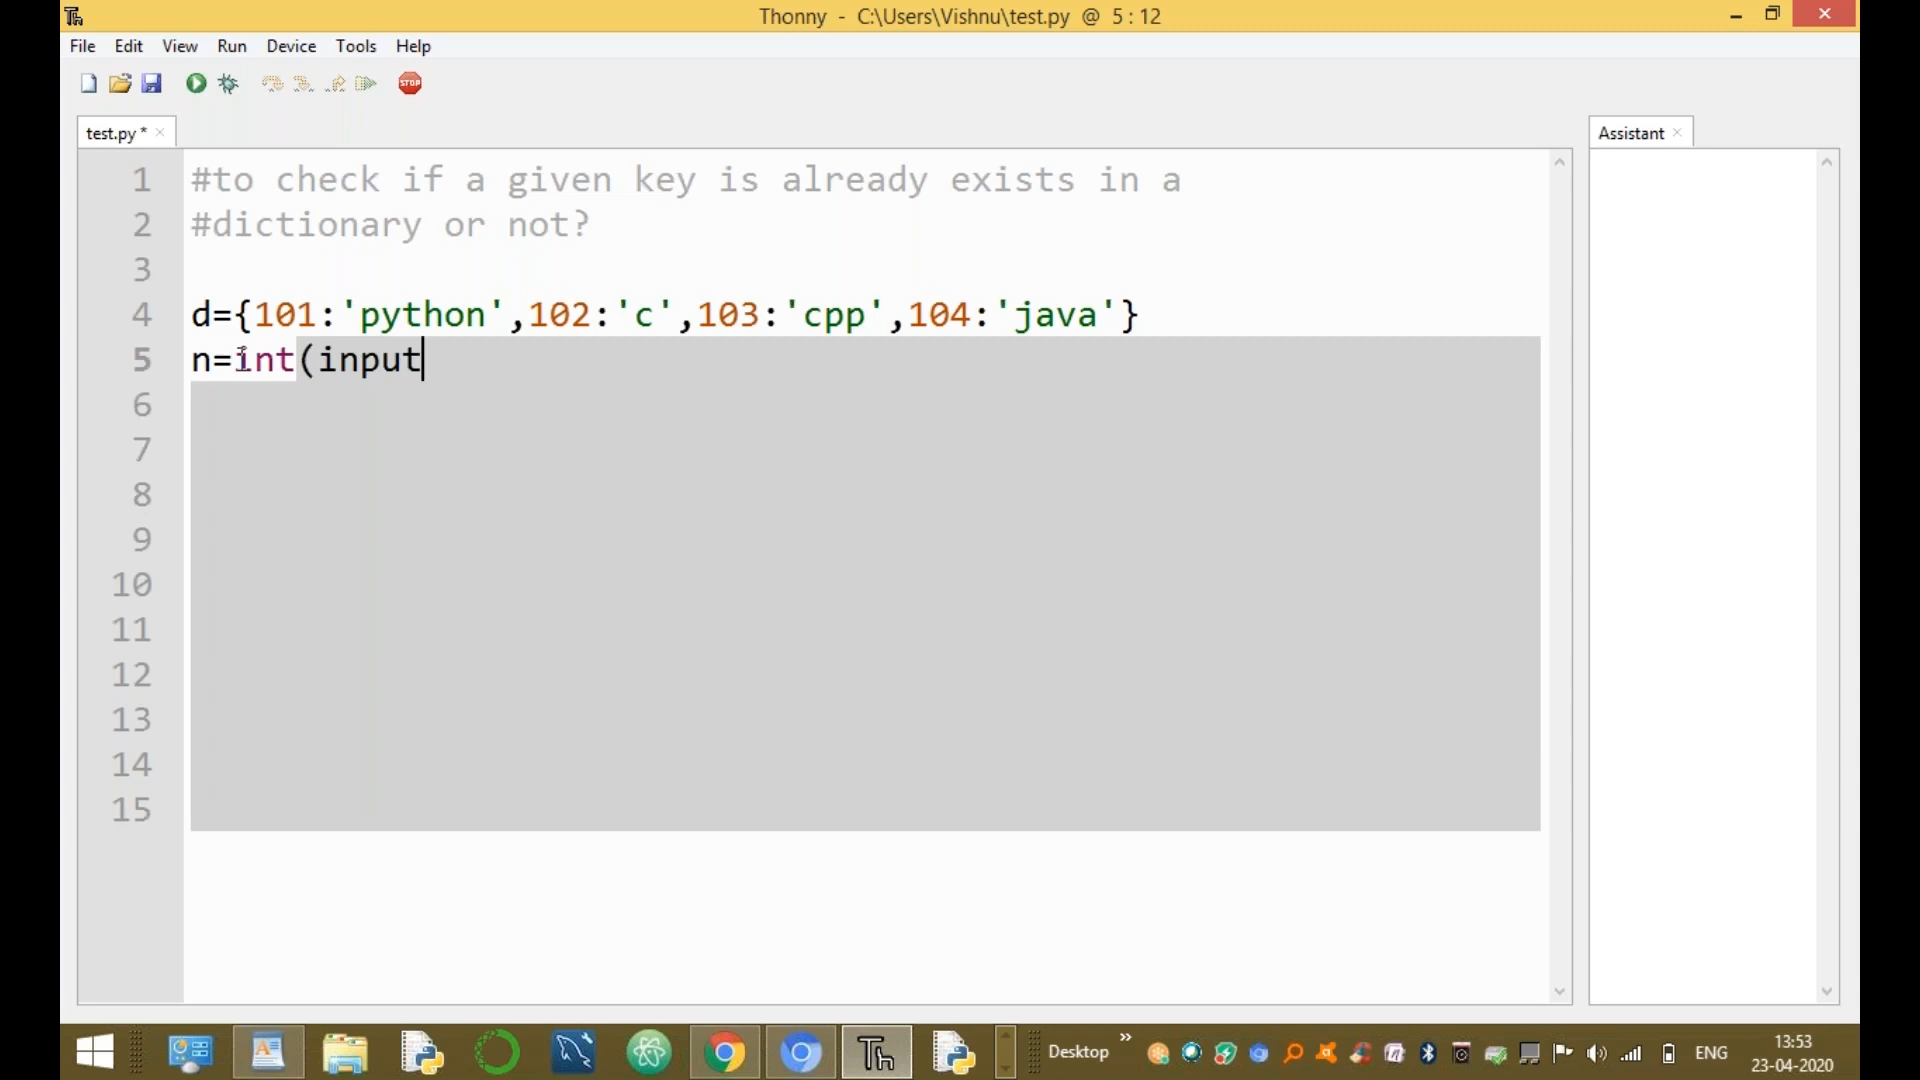 Th Thonny - C:\Users\Vishnu\test.py @ 5 : 12
File Edit View Run Device Tools Help
STOP
test.py * Assistant
1 #to check if a given key is already exists in a
2 #dictionary or not?
3
4 d={101:'python',102:'c',103:'cpp',104:'java'}
5 n=int(input
6
7
8
9
10
11
12
13
14
15
Th Desktop ENG 13:53
23-04-2020